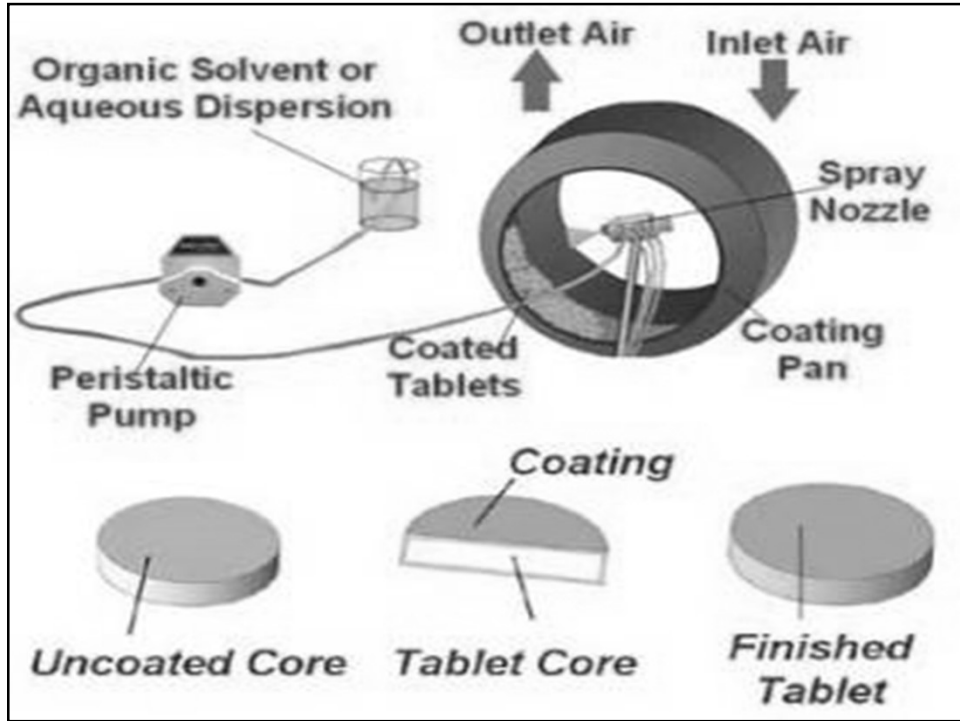 Outlet Air
Inlet Air
Organic Solvent or
Aqueous Dispersion
Spray
Nozzle
Coated
Tablets
Coating
Pan
Peristaltic
Pump
Coating
Uncoated Core
Tablet Core
Finished
Tablet